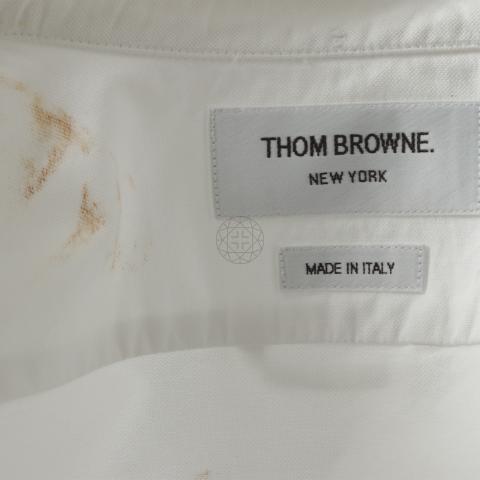 THOM BROWNE.
NEW YORK
MADE IN ITALY